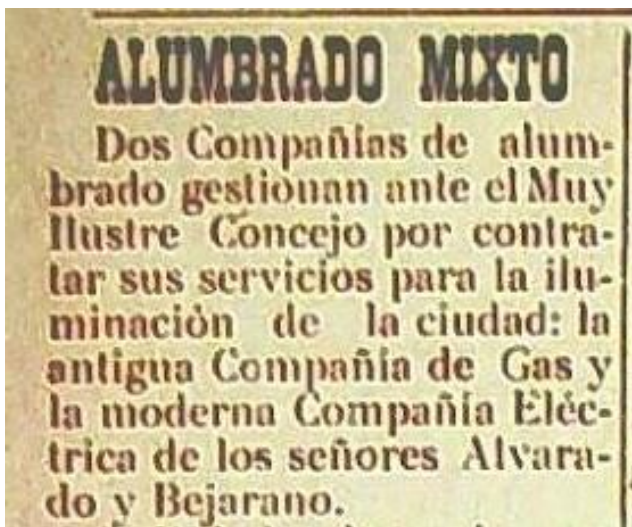 ALUMBRADO MIXTO
Dos Compañías de alum-
brado gestionan ante el Muy
Ilustre Concejo por contra-
tar sus servicios para la ilu-
minación de la ciudad: la
antigua Compañía de Gas y
la moderna Compañía Eléc-
trica de los señores Alvara-
do y Bejarano.